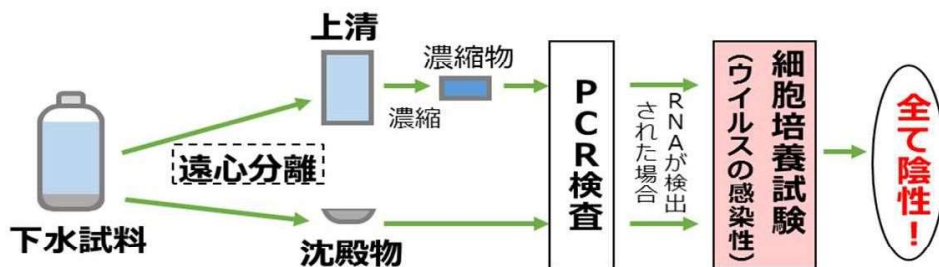 下水試料
遠心分離
上清
濃縮
濃縮物
沈殿物
PCR検査
RNAが検出
された場合
細胞培養試験
(ウイルスの感染性)
全て陰性!